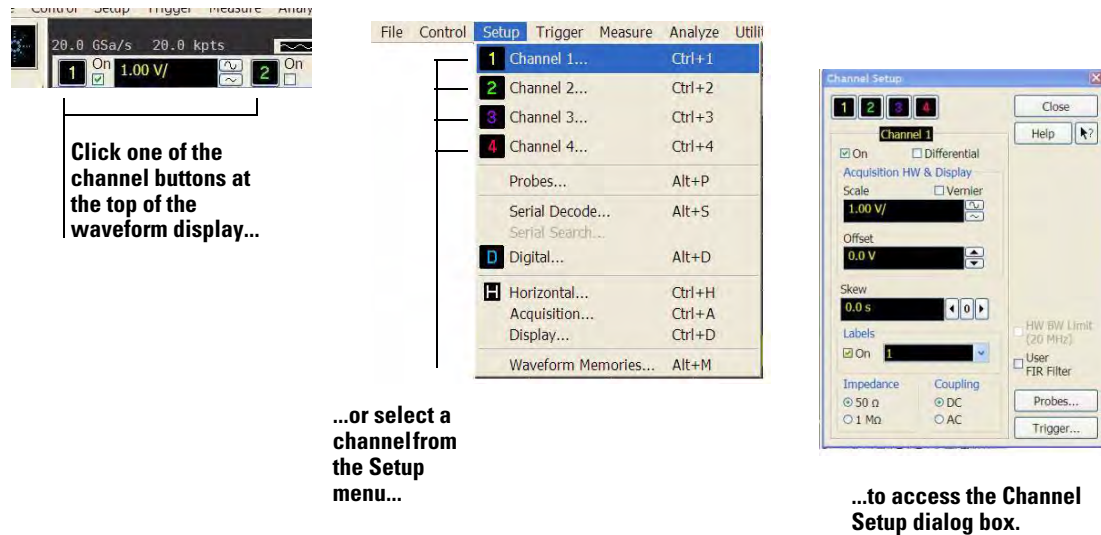 Control Setup Trigger Measure Analy
20.0 GSa/s 20.0 kpts
1 On 1.00 V/ 2 On
Click one of the
channel buttons at
the top of the
waveform display...
File Control Setup Trigger Measure Analyze Utilit
1 Channel 1... Ctrl+1
2 Channel 2... Ctrl+2
3 Channel 3... Ctrl+3
4 Channel 4... Ctrl+4
Probes... Alt+P
Serial Decode... Alt+S
Serial Search...
D Digital... Alt+D
H Horizontal... Ctrl+H
Acquisition... Ctrl+A
Display... Ctrl+D
Waveform Memories... Alt+M
...or select a
channelfrom
the Setup
menu...
Channel Setup
1 2 3 4 Close
Channel 1 Help ?
On Differential
Acquisition HW & Display
Scale Vernier
1.00 V/
Offset
0.0 V
Skew
0.0 s 0
Labels
On 1
HW BW Limit
(20 MHz)
User
FIR Filter
Impedance Coupling
50 Ω DC
1 MΩ AC
Probes...
Trigger...
...to access the Channel
Setup dialog box.